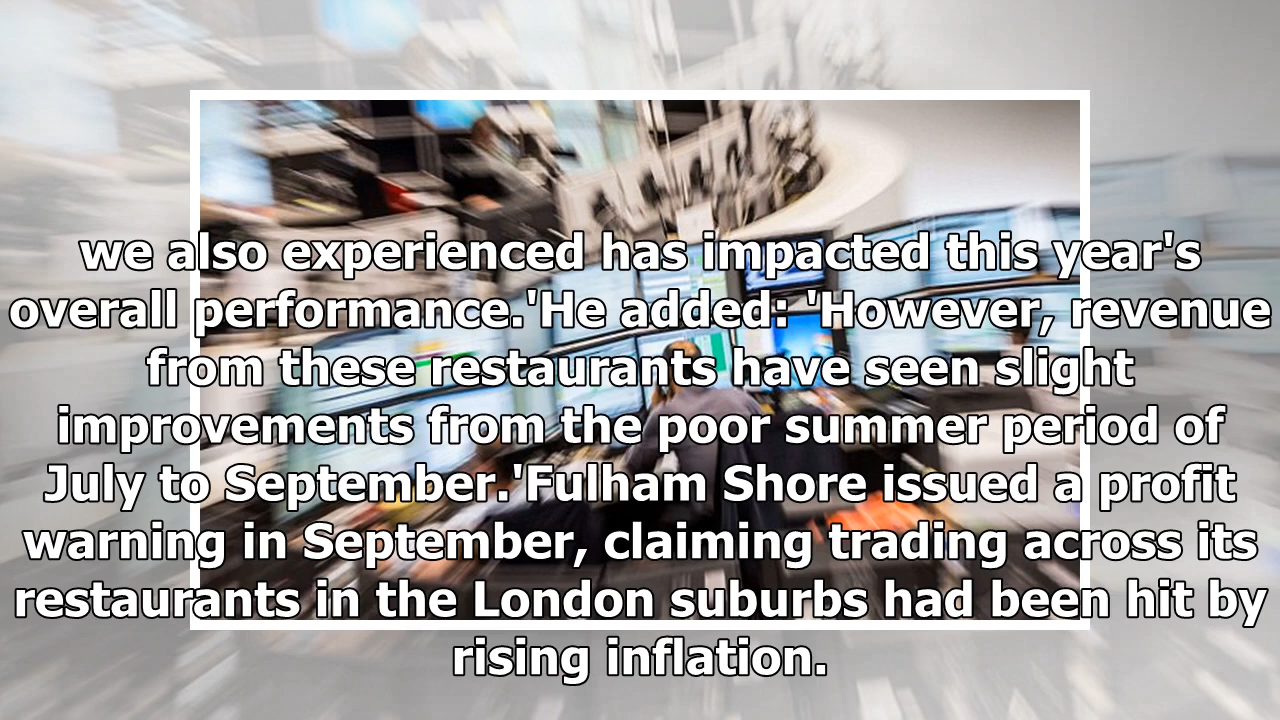 we also experienced has impacted this year's
overall performance.'He added: 'However, revenue
from these restaurants have seen slight
improvements from the poor summer period of
July to September.'Fulham Shore issued a profit
warning in September, claiming trading across its
restaurants in the London suburbs had been hit by
rising inflation.